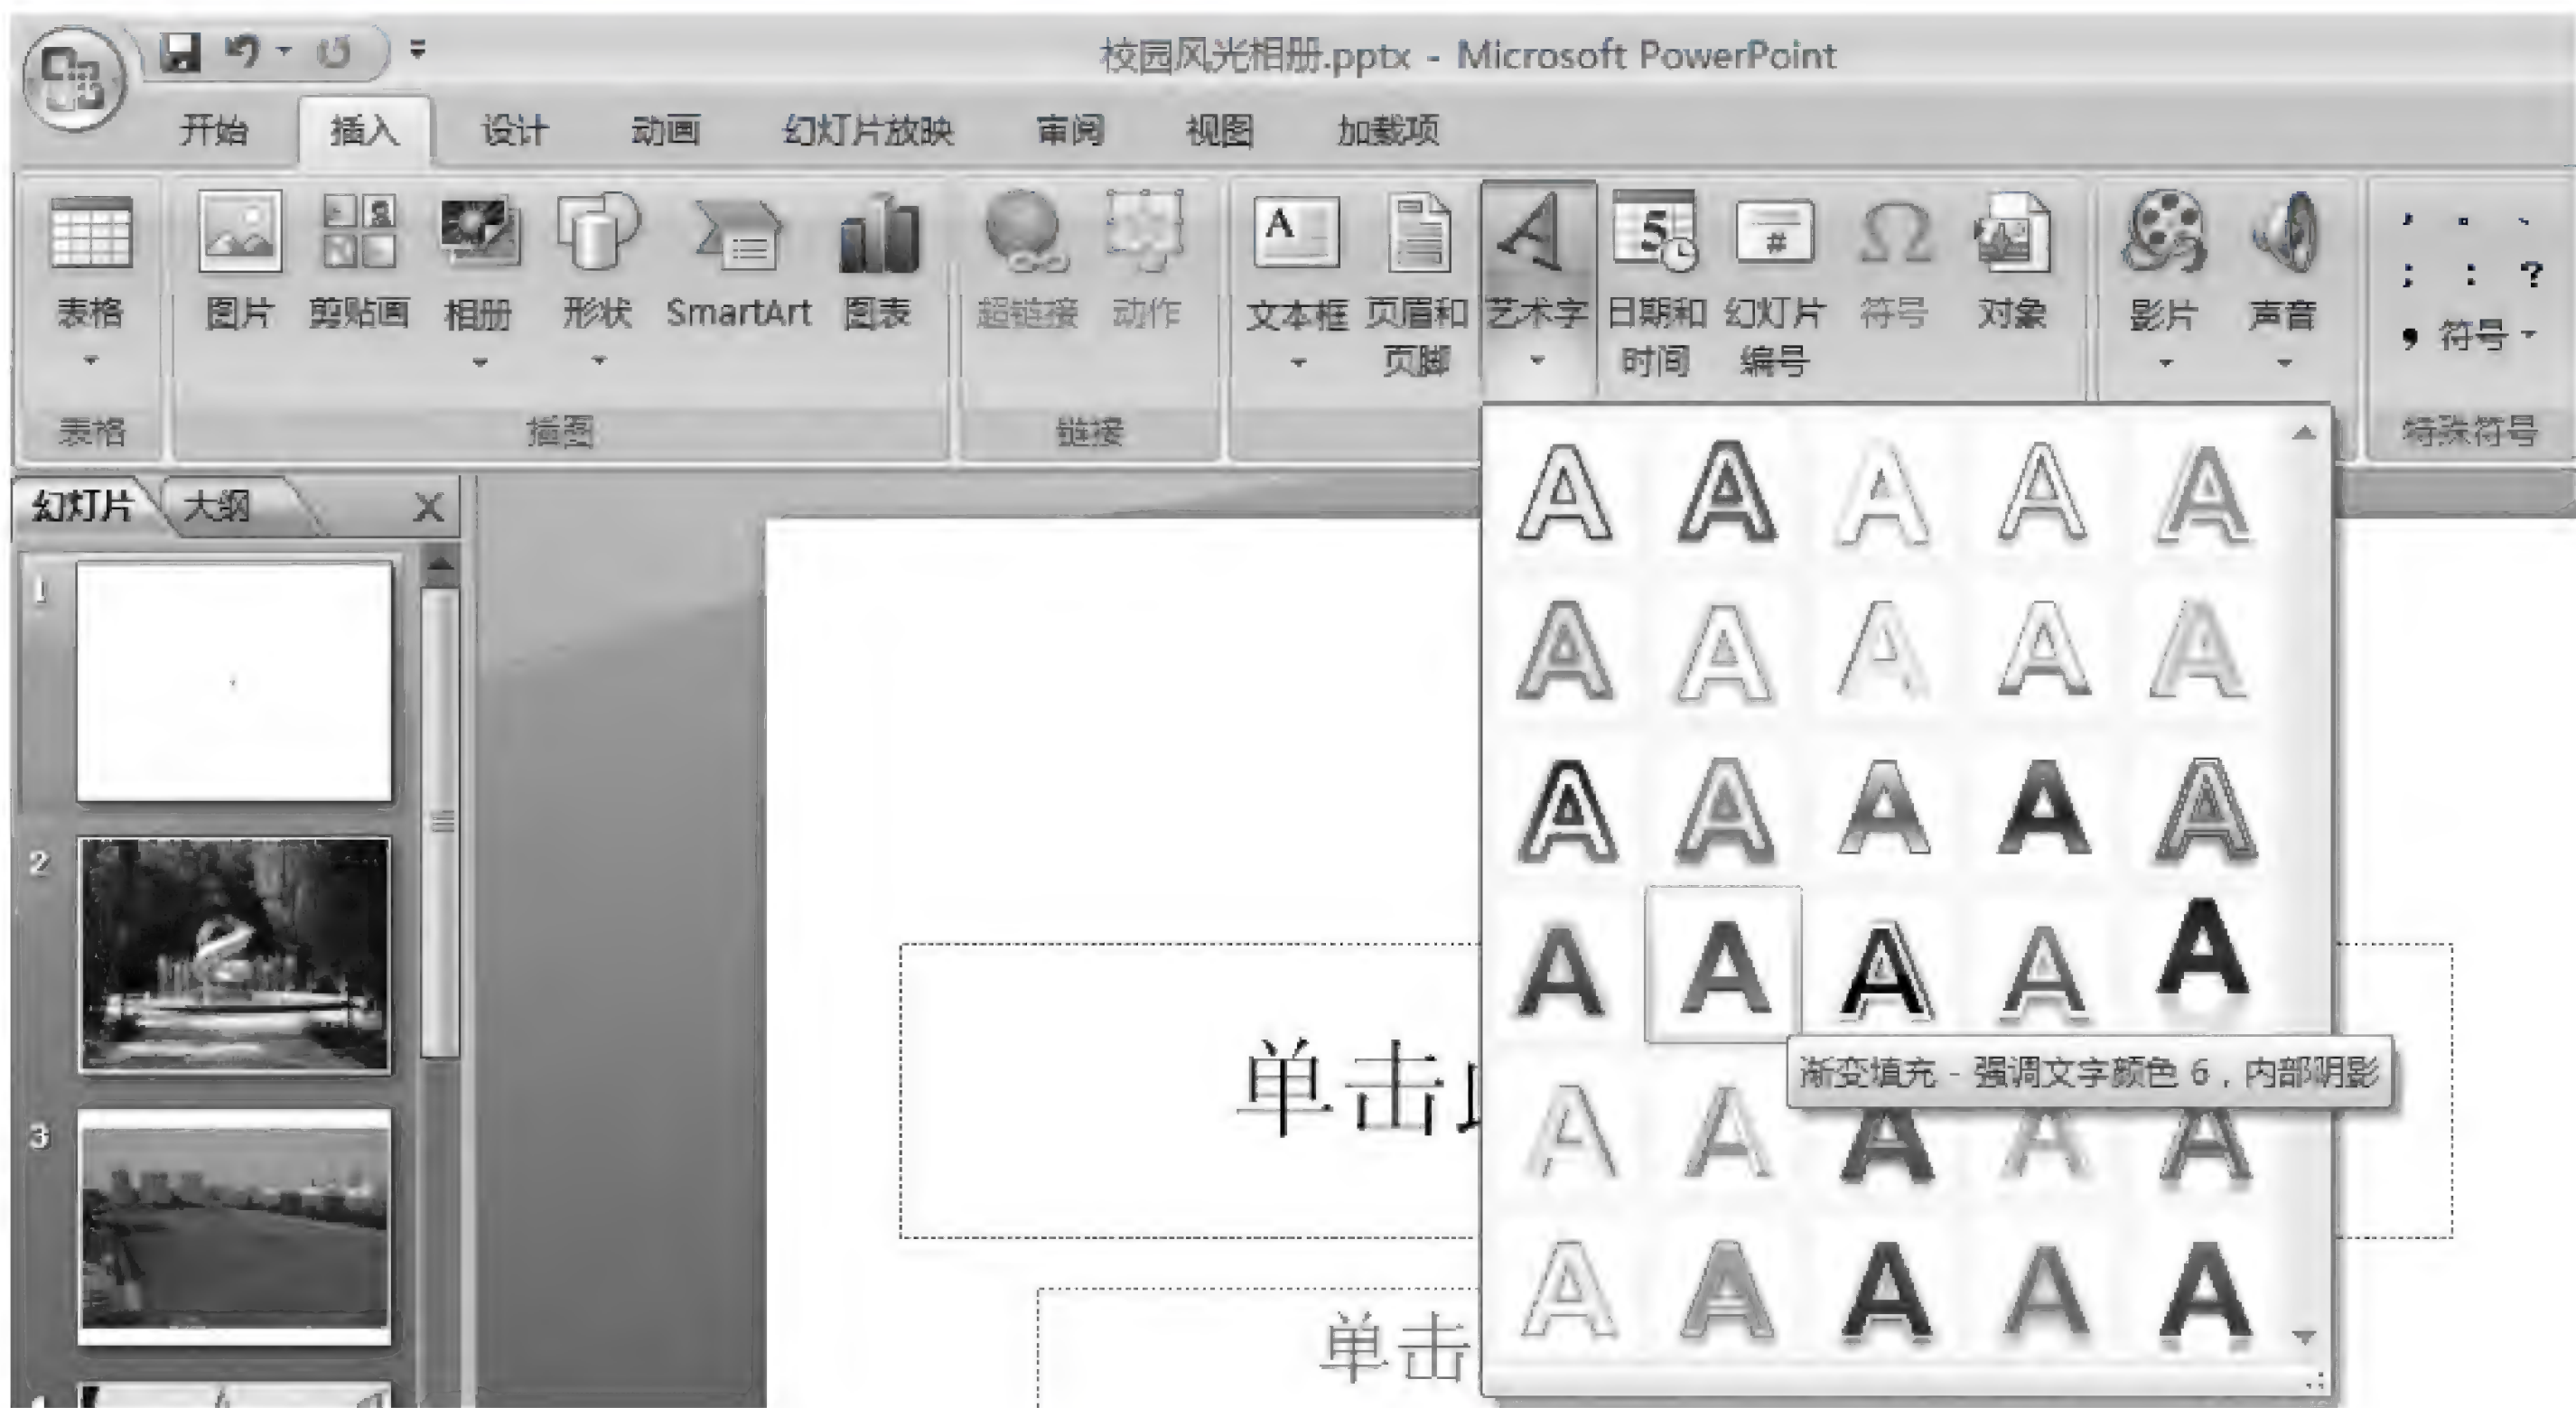 校园风光相册.pptx - Microsoft PowerPoint
开始 插入 设计 动画 幻灯片放映 审阅 视图 加载项
表格 图片 剪贴画 相册 形状 SmartArt 图表 超链接 动作 文本框 页眉和页脚 艺术字 日期和时间 幻灯片编号 符号 对象 影片 声音
, 。 、
; : ?
, 符号
表格 插图 链接 特殊符号
幻灯片 大纲 X
1
2
3
单击
渐变填充 - 强调文字颜色 6，内部阴影
单击